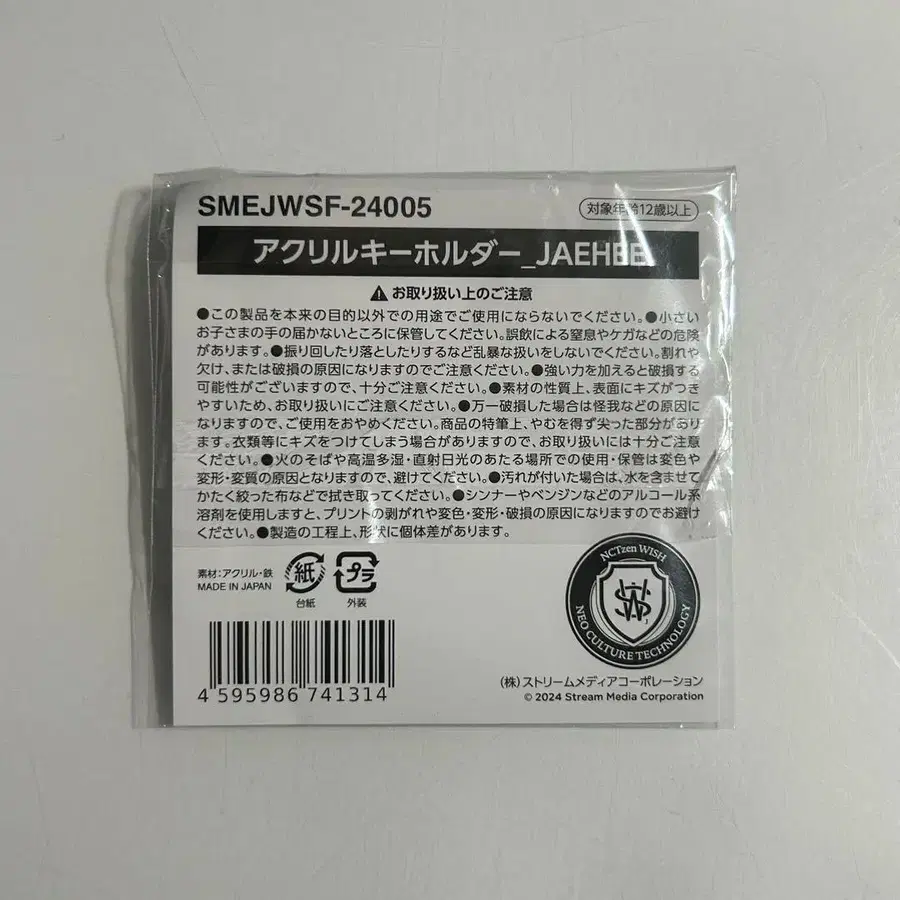 SMEJWSF-24005
対象年齢12歳以上
アクリルキーホルダー_JAEHEE
お取り扱い上のご注意
●この製品を本来の目的以外での用途でご使用にならないでください。●小さい
お子さまの手の届かないところに保管してください。誤飲による窒息やケガなどの危険
があります。●振り回したり落としたりするなど乱暴な扱いをしないでください。割れや
欠け、または破損の原因になりますのでご注意ください。●強い力を加えると破損する
可能性がございますので、十分ご注意ください。●素材の性質上、表面にキズがつき
やすいため、お取り扱いにご注意ください。●万一破損した場合は怪我などの原因に
なりますので、ご使用をおやめください。商品の特筆上、やむを得ず尖った部分があり
ます。衣類等にキズをつけてしまう場合がありますので、お取り扱いには十分ご注意
ください。●火のそばや高温多湿・直射日光のあたる場所での使用・保管は変色や
変形・変質の原因となりますので、避けてください。●汚れが付いた場合は、水を含ませて
かたく絞った布などで拭き取ってください。●シンナーやベンジンなどのアルコール系
溶剤を使用しますと、プリントの剥がれや変色・変形・破損の原因になりますのでお避け
ください。●製造の工程上、形状に個体差があります。
素材:アクリル・鉄
MADE IN JAPAN
紙
台紙
プラ
外装
NCTzen WISH
NEO CULTURE TECHNOLOGY
4 595986 741314
(株)ストリームメディアコーポレーション
© 2024 Stream Media Corporation